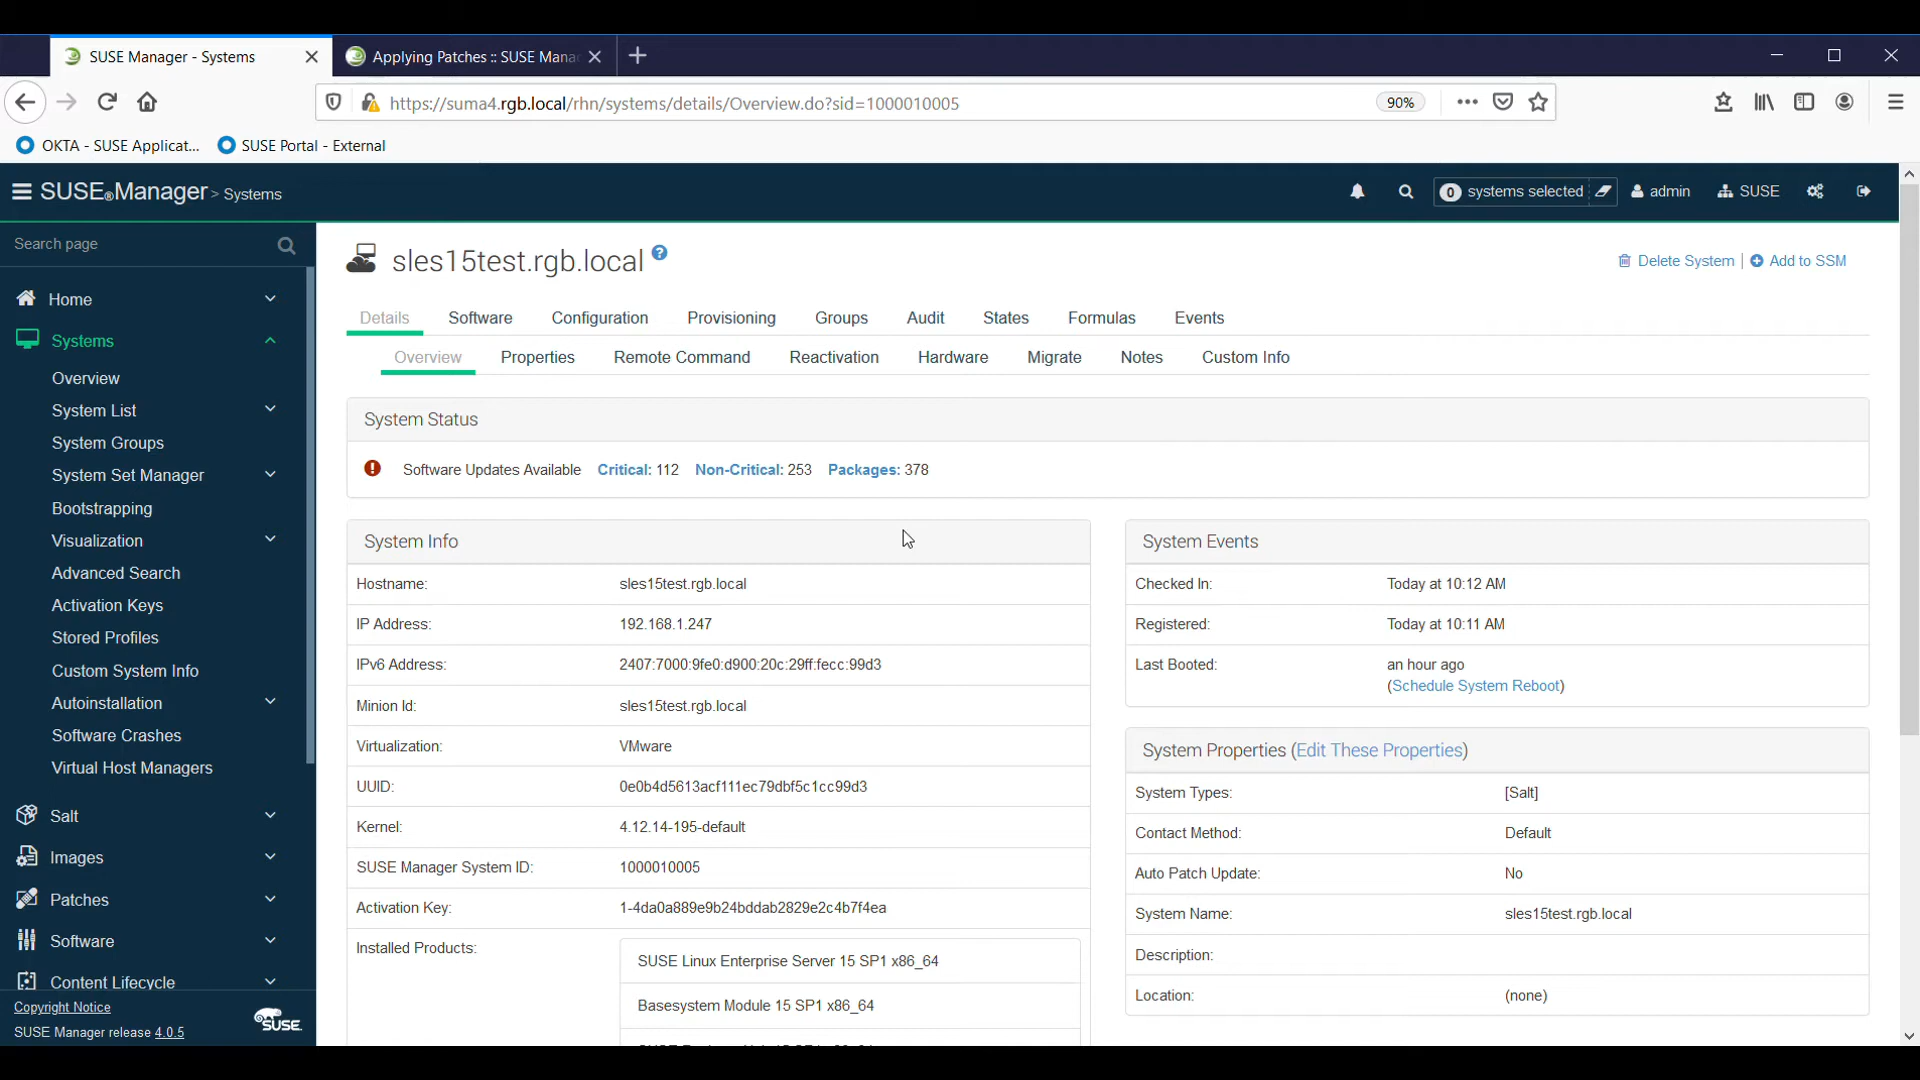 SUSE Manager - Systems
Applying Patches :: SUSE Mana
https://suma4.rgb.local/rhn/systems/details/Overview.do?sid=1000010005
90%
OKTA - SUSE Applicat...
SUSE Portal - External
SUSE®Manager > Systems
0 systems selected
admin
SUSE
Search page
Home
Systems
Overview
System List
System Groups
System Set Manager
Bootstrapping
Visualization
Advanced Search
Activation Keys
Stored Profiles
Custom System Info
Autoinstallation
Software Crashes
Virtual Host Managers
Salt
Images
Patches
Software
Content Lifecycle
Copyright Notice
SUSE Manager release 4.0.5
SUSE
sles15test.rgb.local ?
Delete System | Add to SSM
Details Software Configuration Provisioning Groups Audit States Formulas Events
Overview Properties Remote Command Reactivation Hardware Migrate Notes Custom Info
System Status
Software Updates Available Critical: 112 Non-Critical: 253 Packages: 378
System Info
Hostname: sles15test.rgb.local
IP Address: 192.168.1.247
IPv6 Address: 2407:7000:9fe0:d900:20c:29ff:fecc:99d3
Minion Id: sles15test.rgb.local
Virtualization: VMware
UUID: 0e0b4d5613acf111ec79dbf5c1cc99d3
Kernel: 4.12.14-195-default
SUSE Manager System ID: 1000010005
Activation Key: 1-4da0a889e9b24bddab2829e2c4b7f4ea
Installed Products:
SUSE Linux Enterprise Server 15 SP1 x86_64
Basesystem Module 15 SP1 x86_64
System Events
Checked In: Today at 10:12 AM
Registered: Today at 10:11 AM
Last Booted: an hour ago
(Schedule System Reboot)
System Properties (Edit These Properties)
System Types: [Salt]
Contact Method: Default
Auto Patch Update: No
System Name: sles15test.rgb.local
Description:
Location: (none)